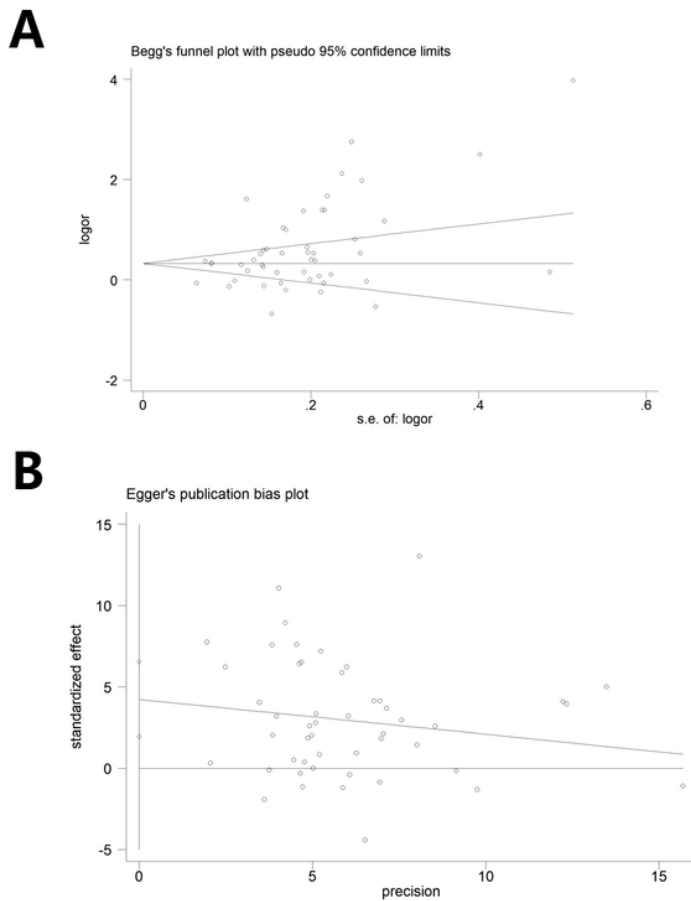 A
Begg's funnel plot with pseudo 95% confidence limits
4
2
0
-2
logor
0 .2 .4 .6
s.e. of: logor
B
Egger's publication bias plot
15
10
5
0
-5
standardized effect
0 5 10 15
precision